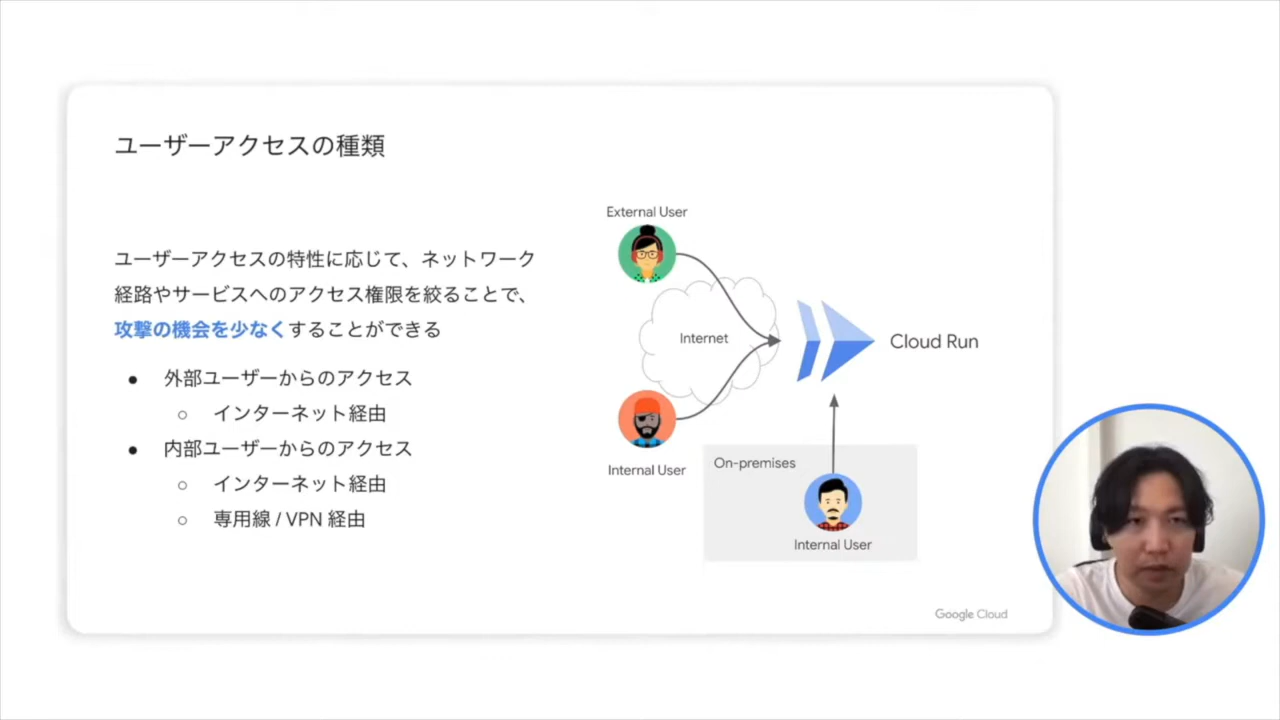 ユーザーアクセスの種類
ユーザーアクセスの特性に応じて、ネットワーク
経路やサービスへのアクセス権限を絞ることで、
攻撃の機会を少なくすることができる
● 外部ユーザーからのアクセス
○ インターネット経由
● 内部ユーザーからのアクセス
○ インターネット経由
○ 専用線 / VPN 経由
External User
Internet
Cloud Run
Internal User
On-premises
Internal User
Google Cloud